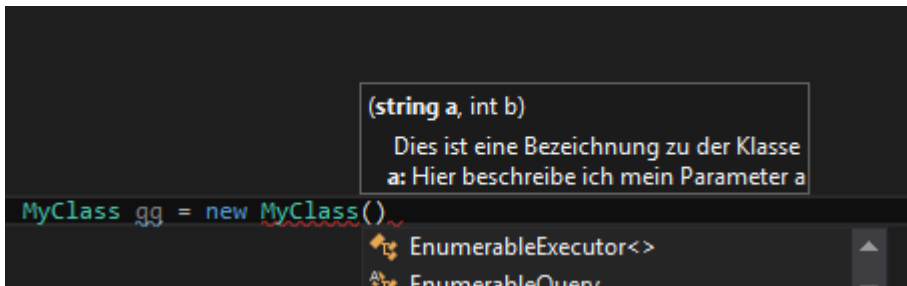 (string a, int b)
Dies ist eine Bezeichnung zu der Klasse
a: Hier beschreibe ich mein Parameter a
MyClass gg = new MyClass()
EnumerableExecutor<>
EnumerableQuery